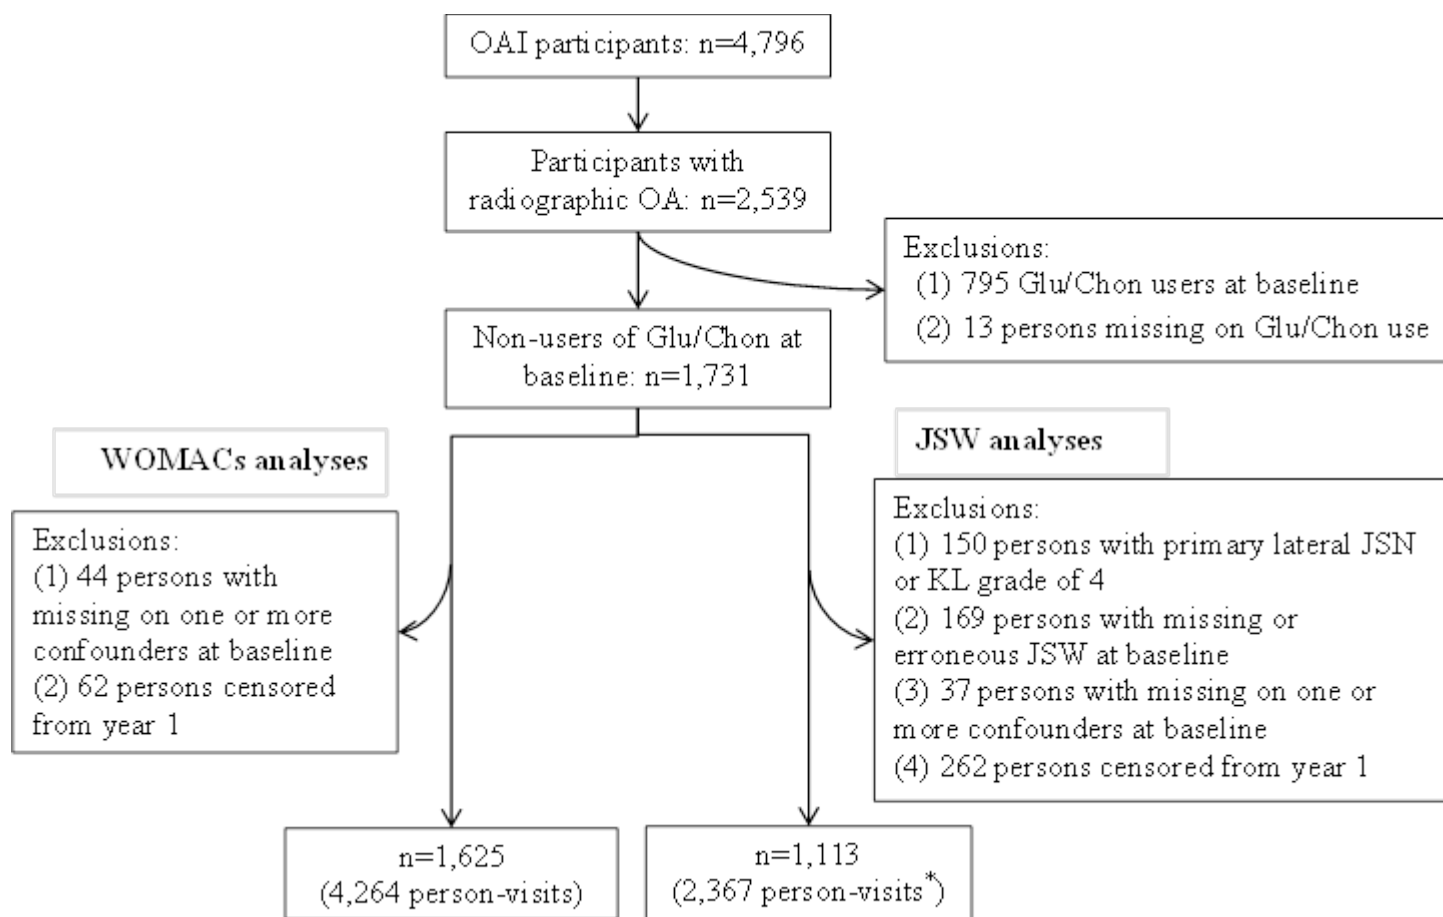 OAI participants: n=4,796
Participants with
radiographic OA: n=2,539
Exclusions:
(1) 795 Glu/Chon users at baseline
(2) 13 persons missing on Glu/Chon use
Non-users of Glu/Chon at
baseline: n=1,731
WOMACs analyses
Exclusions:
(1) 44 persons with
missing on one or more
confounders at baseline
(2) 62 persons censored
from year 1
JSW analyses
Exclusions:
(1) 150 persons with primary lateral JSN
or KL grade of 4
(2) 169 persons with missing or
erroneous JSW at baseline
(3) 37 persons with missing on one or
more confounders at baseline
(4) 262 persons censored from year 1
n=1,625
(4,264 person-visits)
n=1,113
(2,367 person-visits*)